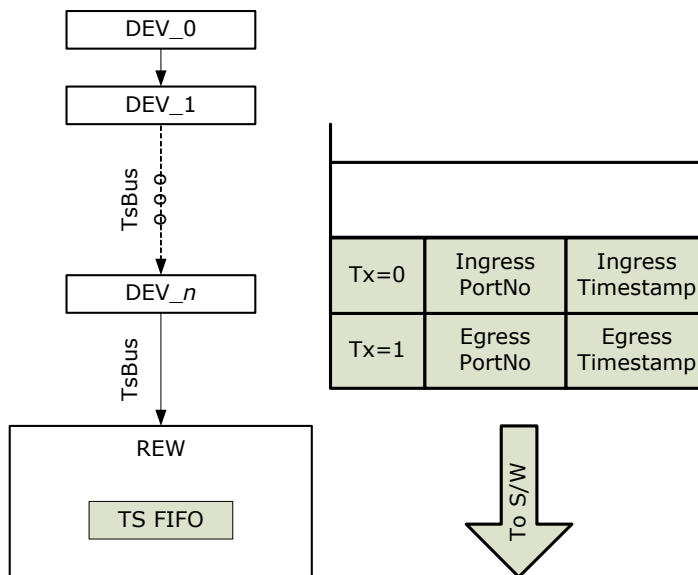 DEV_0
DEV_1
TsBus
DEV_n
TsBus
REW
TS FIFO
Tx=0
Ingress
PortNo
Ingress
Timestamp
Tx=1
Egress
PortNo
Egress
Timestamp
To S/W